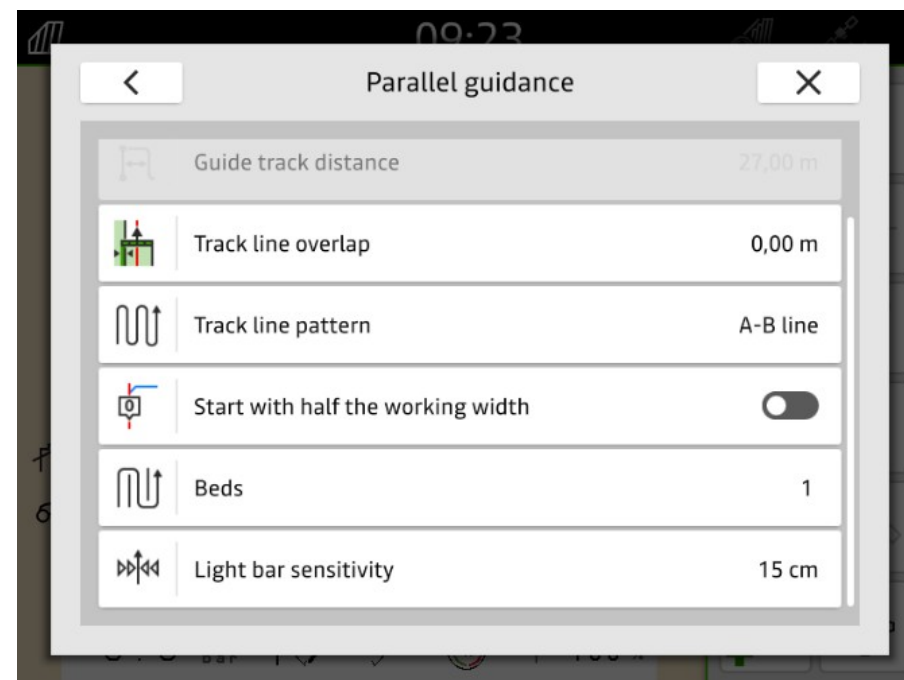 09:23
Parallel guidance
Guide track distance 27,00 m
Track line overlap 0,00 m
Track line pattern A-B line
0
Start with half the working width
Beds 1
Light bar sensitivity 15 cm